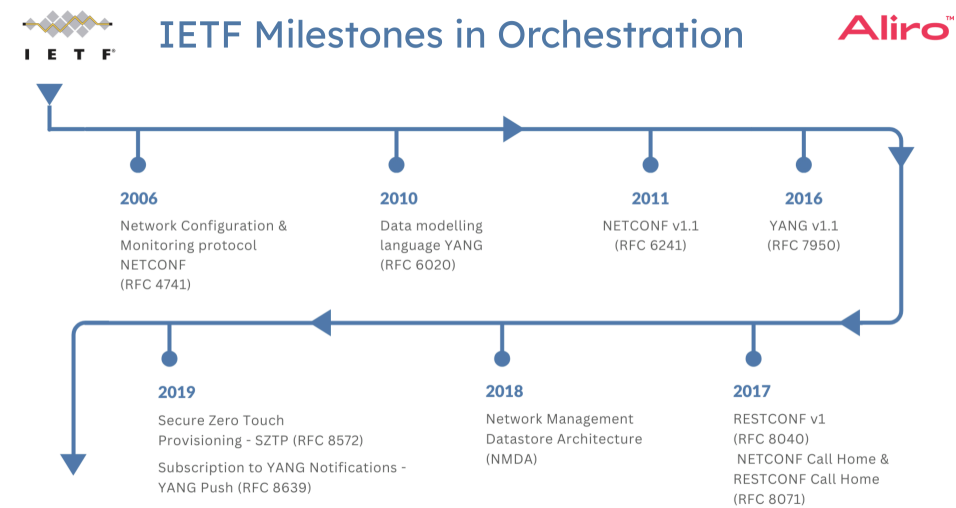 IETF®
IETF Milestones in Orchestration
Aliro™
2006
Network Configuration &
Monitoring protocol
NETCONF
(RFC 4741)
2010
Data modelling
language YANG
(RFC 6020)
2011
NETCONF v1.1
(RFC 6241)
2016
YANG v1.1
(RFC 7950)
2019
Secure Zero Touch
Provisioning - SZTP (RFC 8572)
Subscription to YANG Notifications -
YANG Push (RFC 8639)
2018
Network Management
Datastore Architecture
(NMDA)
2017
RESTCONF v1
(RFC 8040)
NETCONF Call Home &
RESTCONF Call Home
(RFC 8071)